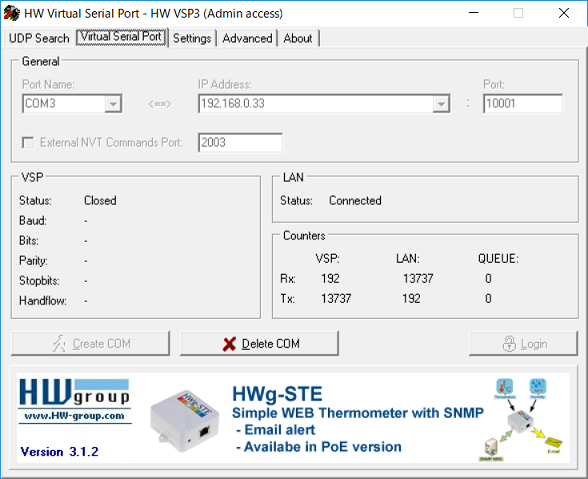 HW Virtual Serial Port - HW VSP3 (Admin access)
UDP Search Virtual Serial Port Settings Advanced About
General
Port Name: IP Address: Port:
COM3 <==> 192.168.0.33 : 10001
External NVT Commands Port: 2003
VSP LAN
Status: Closed Status: Connected
Baud: -
Bits: - Counters
VSP: LAN: QUEUE:
Parity: -
Stopbits: - Rx: 192 13737 0
Handflow: - Tx: 13737 192 0
Create COM Delete COM Login
HW group
www.HW-group.com
Version 3.1.2
HWg-STE
HWg-STE
Simple WEB Thermometer with SNMP
- Email alert
- Availabe in PoE version
Temperature Humidity
SNMP NMS E-mail